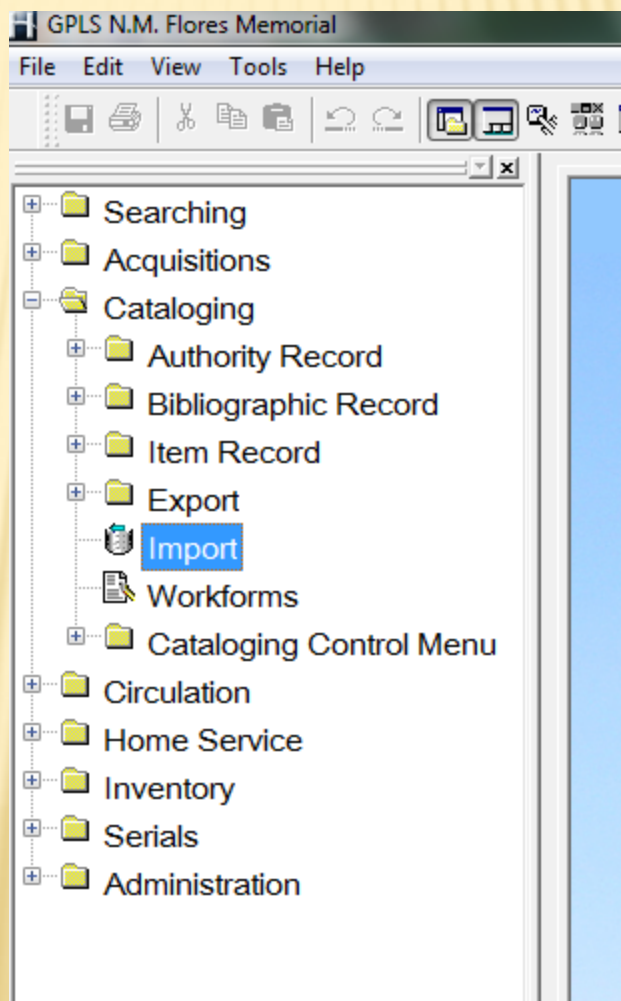 GPLS N.M. Flores Memorial
File Edit View Tools Help
Searching
Acquisitions
Cataloging
Authority Record
Bibliographic Record
Item Record
Export
Import
Workforms
Cataloging Control Menu
Circulation
Home Service
Inventory
Serials
Administration